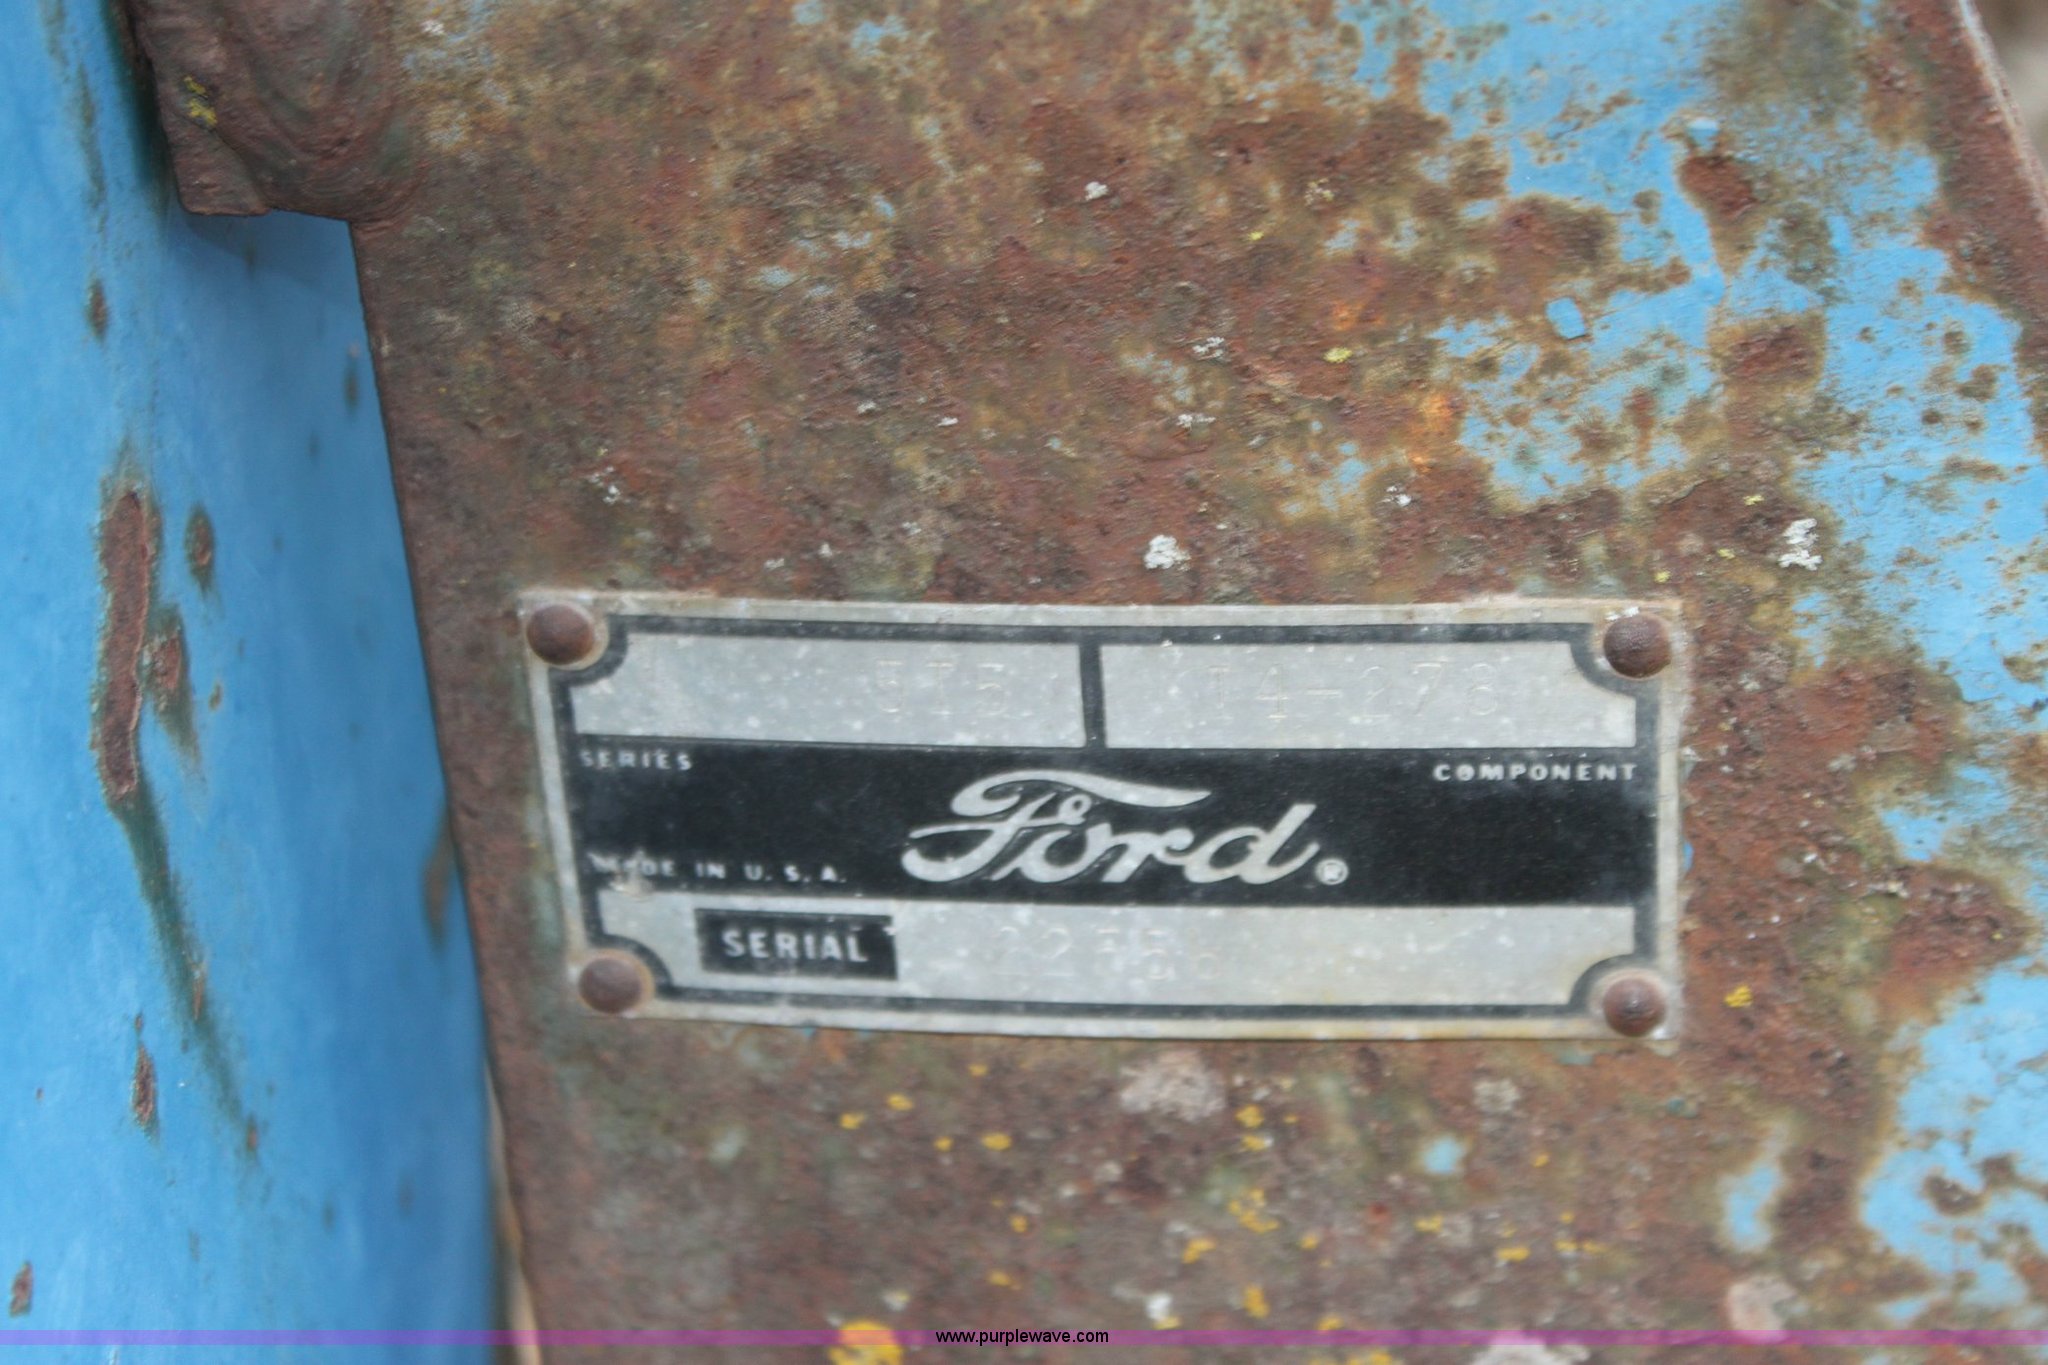 515 14-278
SERIES COMPONENT
Ford®
MADE IN U.S.A.
SERIAL
www.purplewave.com